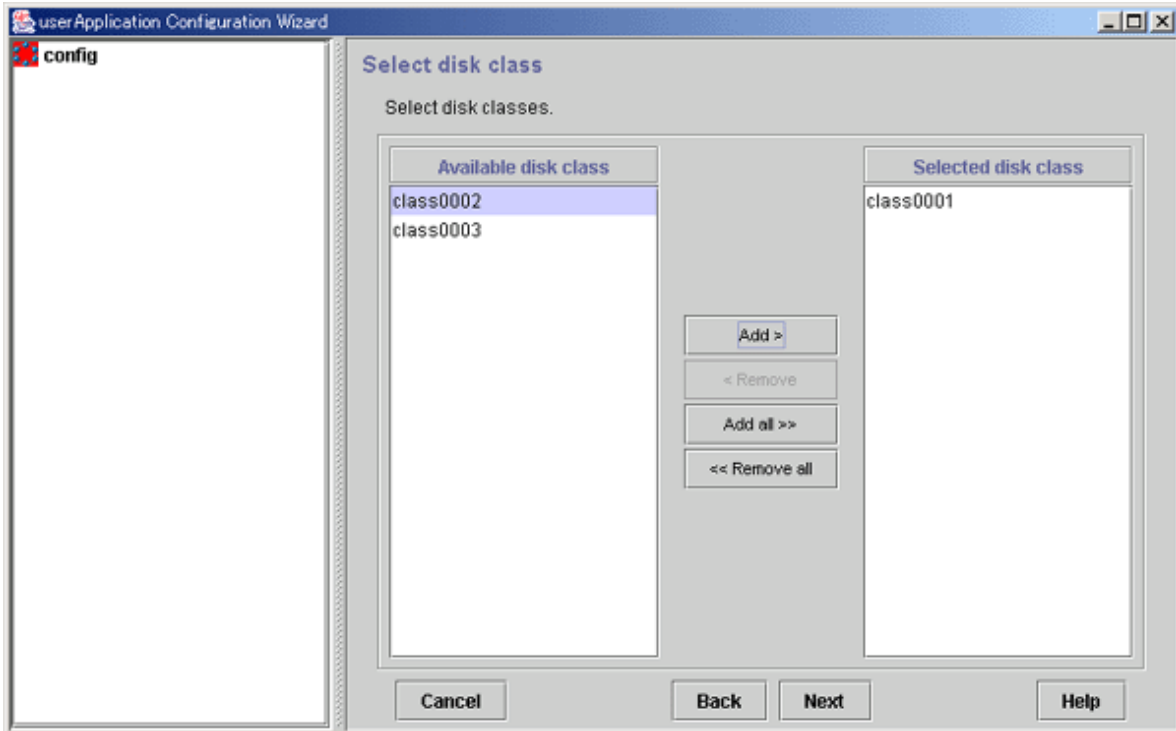 userApplication Configuration Wizard
config
Select disk class
Select disk classes.
Available disk class
class0002
class0003
Add >
< Remove
Add all >>
<< Remove all
Selected disk class
class0001
Cancel
Back
Next
Help